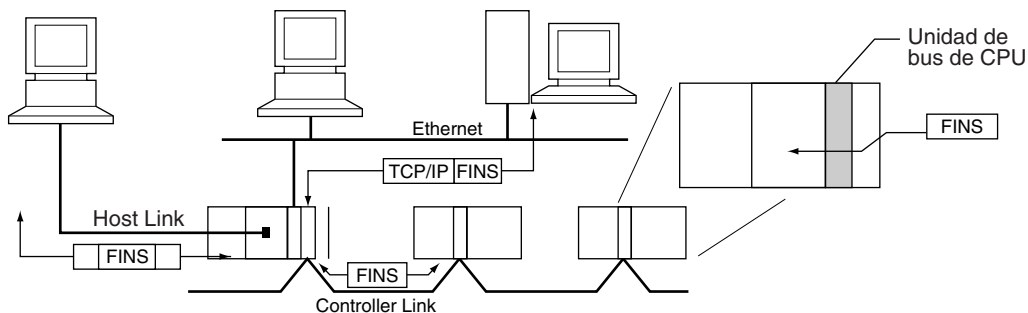 Unidad de
bus de CPU
Ethernet
FINS
TCP/IP FINS
Host Link
FINS
FINS
Controller Link